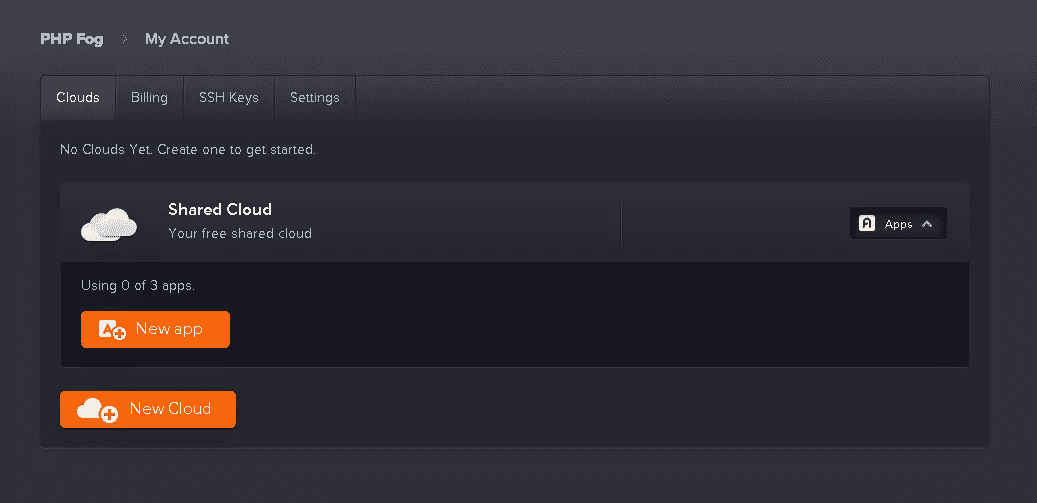 PHP Fog > My Account
Clouds Billing SSH Keys Settings
No Clouds Yet. Create one to get started.
Shared Cloud
Your free shared cloud
A Apps
Using 0 of 3 apps.
A New app
New Cloud